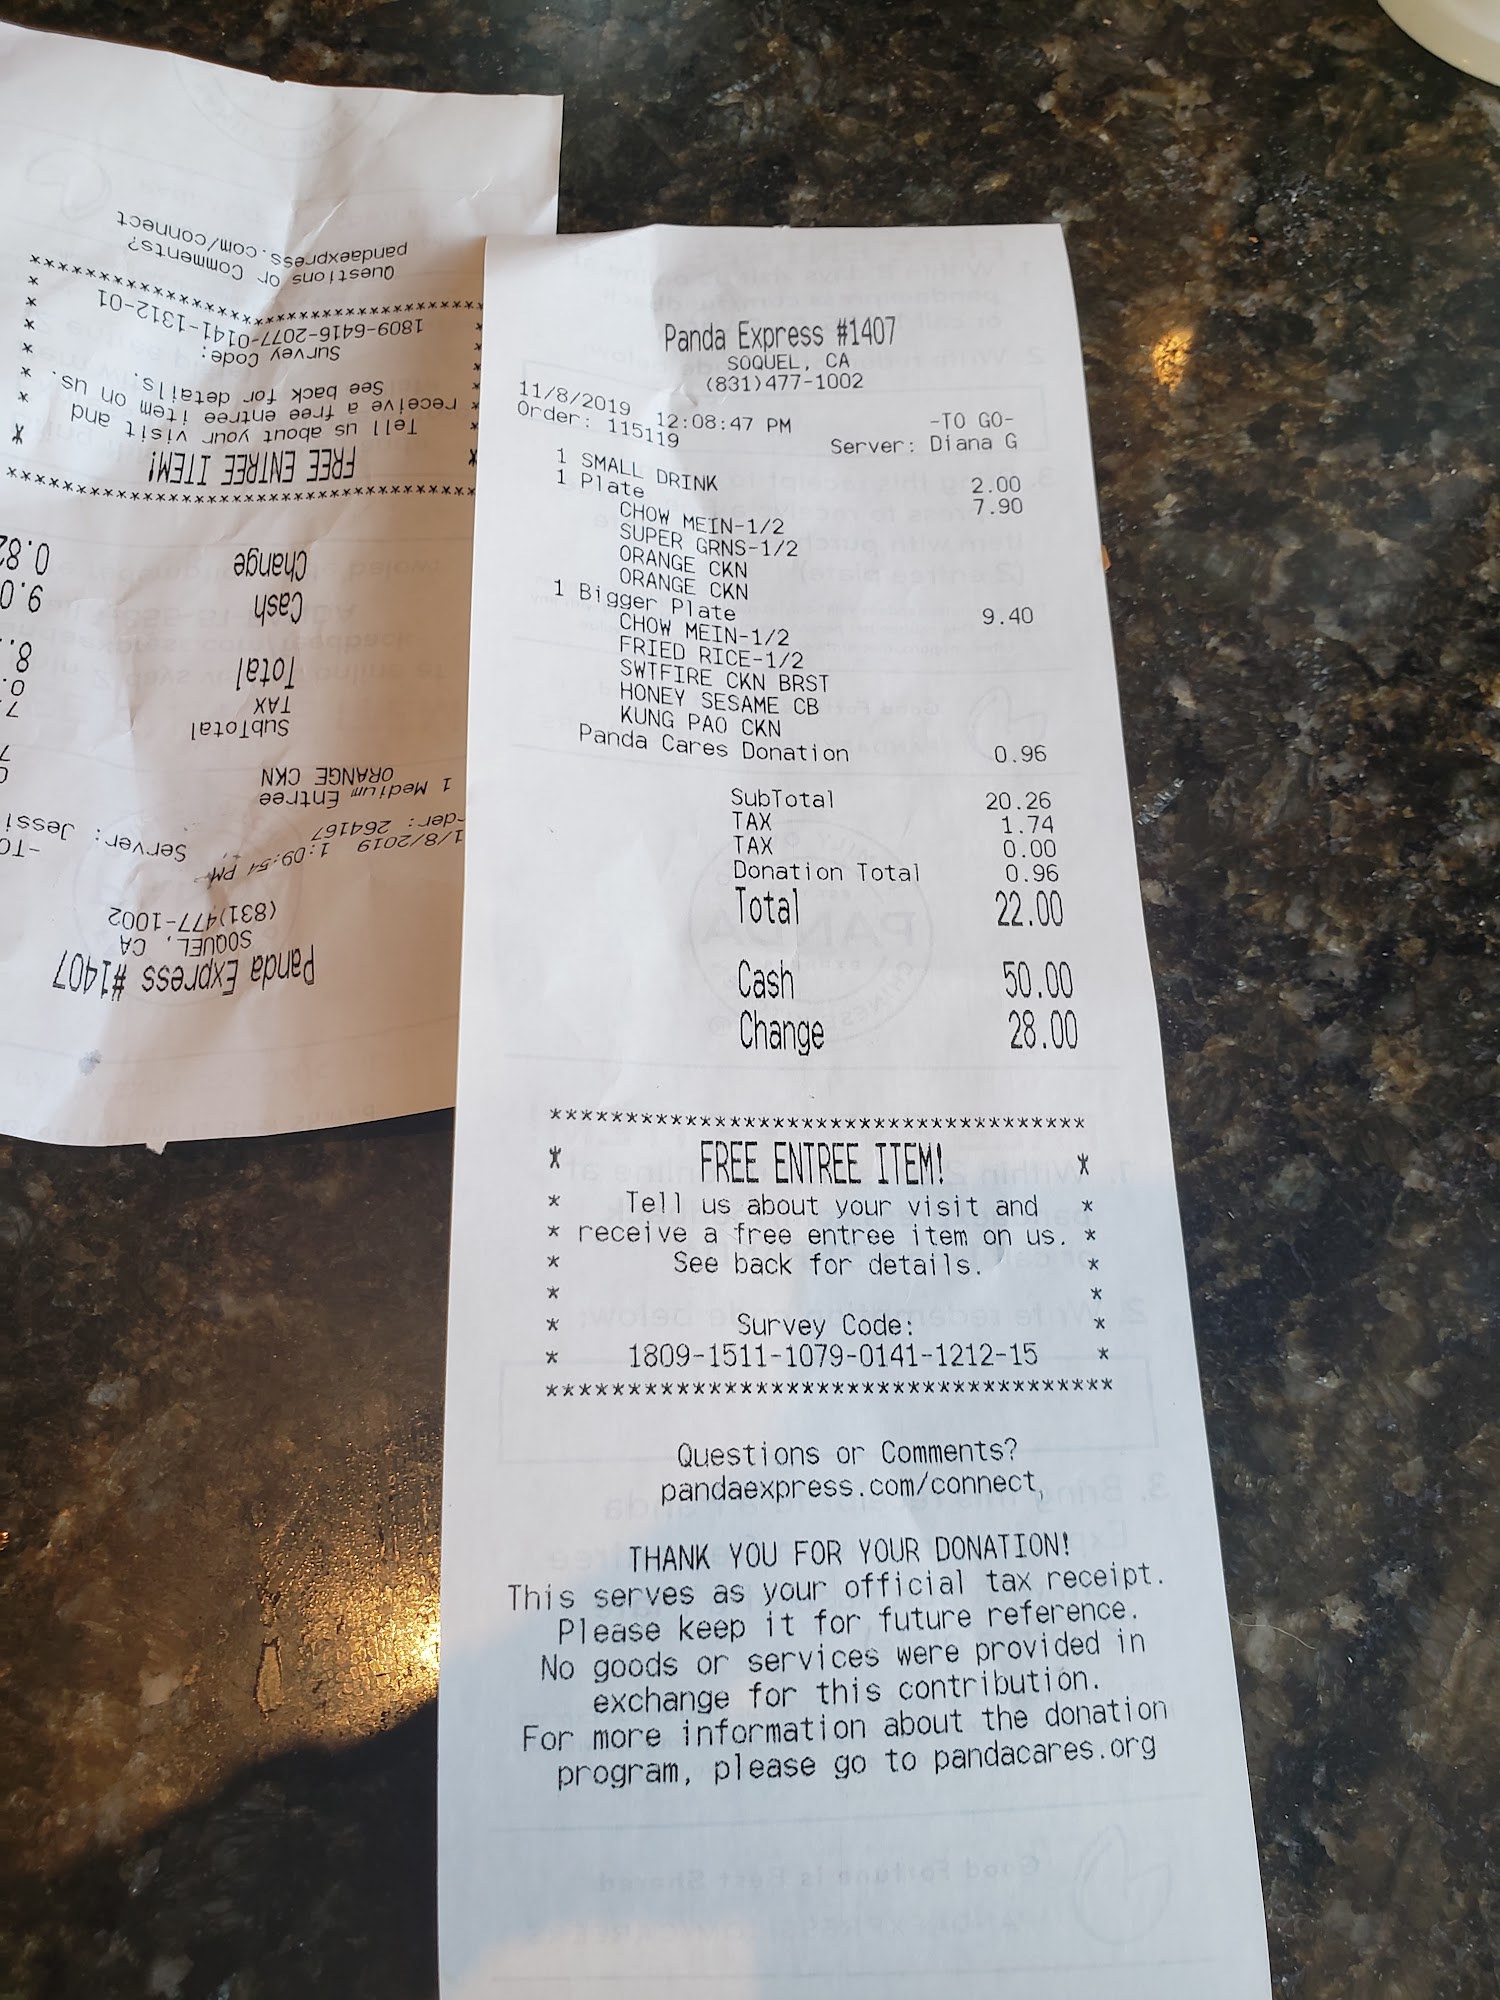 Panda Express #1407
SOQUEL, CA
(831)477-1002
11/8/2019 12:08:47 PM -TO GO-
Order: 115119 Server: Diana G
1 SMALL DRINK 2.00
1 Plate 7.90
CHOW MEIN-1/2
SUPER GRNS-1/2
ORANGE CKN
ORANGE CKN
1 Bigger Plate 9.40
CHOW MEIN-1/2
FRIED RICE-1/2
SWTFIRE CKN BRST
HONEY SESAME CB
KUNG PAO CKN
Panda Cares Donation 0.96
SubTotal 20.26
TAX 1.74
TAX 0.00
Donation Total 0.96
Total 22.00
Cash 50.00
Change 28.00
***********************************
* FREE ENTREE ITEM! *
* Tell us about your visit and *
* receive a free entree item on us. *
* See back for details. *
* *
* Survey Code: *
* 1809-1511-1079-0141-1212-15 *
***********************************
Questions or Comments?
pandaexpress.com/connect
THANK YOU FOR YOUR DONATION!
This serves as your official tax receipt.
Please keep it for future reference.
No goods or services were provided in
exchange for this contribution.
For more information about the donation
program, please go to pandacares.org
Panda Express #1407
SOQUEL, CA
(831)477-1002
1/8/2019 1:09:54 PM
der: 264167 Server:
1 Medium Entree
ORANGE CKN
SubTotal
TAX
Total
Cash
Change
***********************************
* FREE ENTREE ITEM! *
* Tell us about your visit and *
* receive a free entree item on us. *
* See back for details. *
* Survey Code: *
* 1809-6416-2077-0141-1312-01 *
***********************************
Questions or Comments?
pandaexpress.com/connect